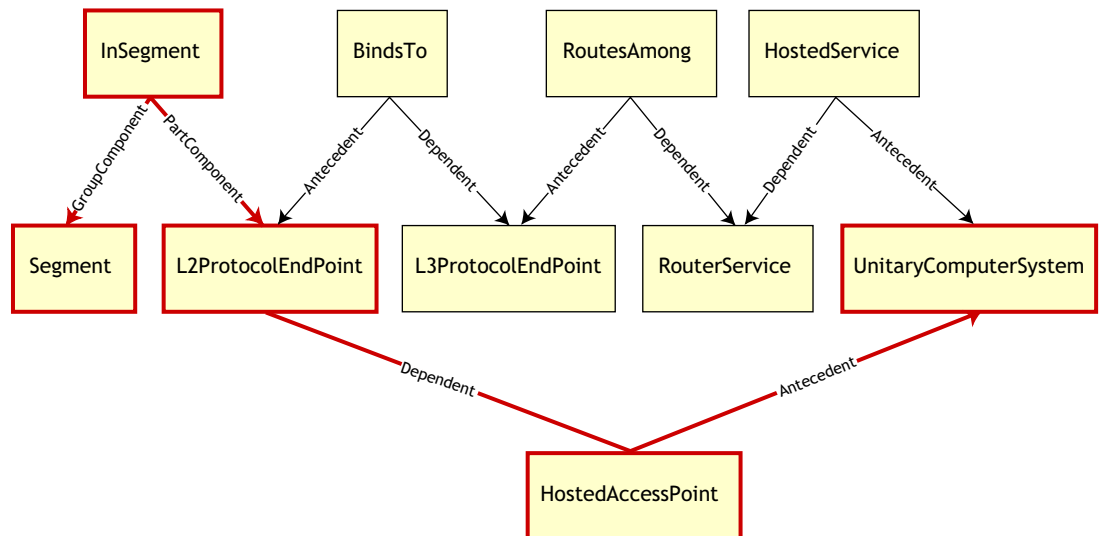 InSegment
BindsTo
RoutesAmong
HostedService
GroupComponent
PartComponent
Antecedent
Dependent
Antecedent
Dependent
Dependent
Antecedent
Segment
L2ProtocolEndPoint
L3ProtocolEndPoint
RouterService
UnitaryComputerSystem
Dependent
Antecedent
HostedAccessPoint